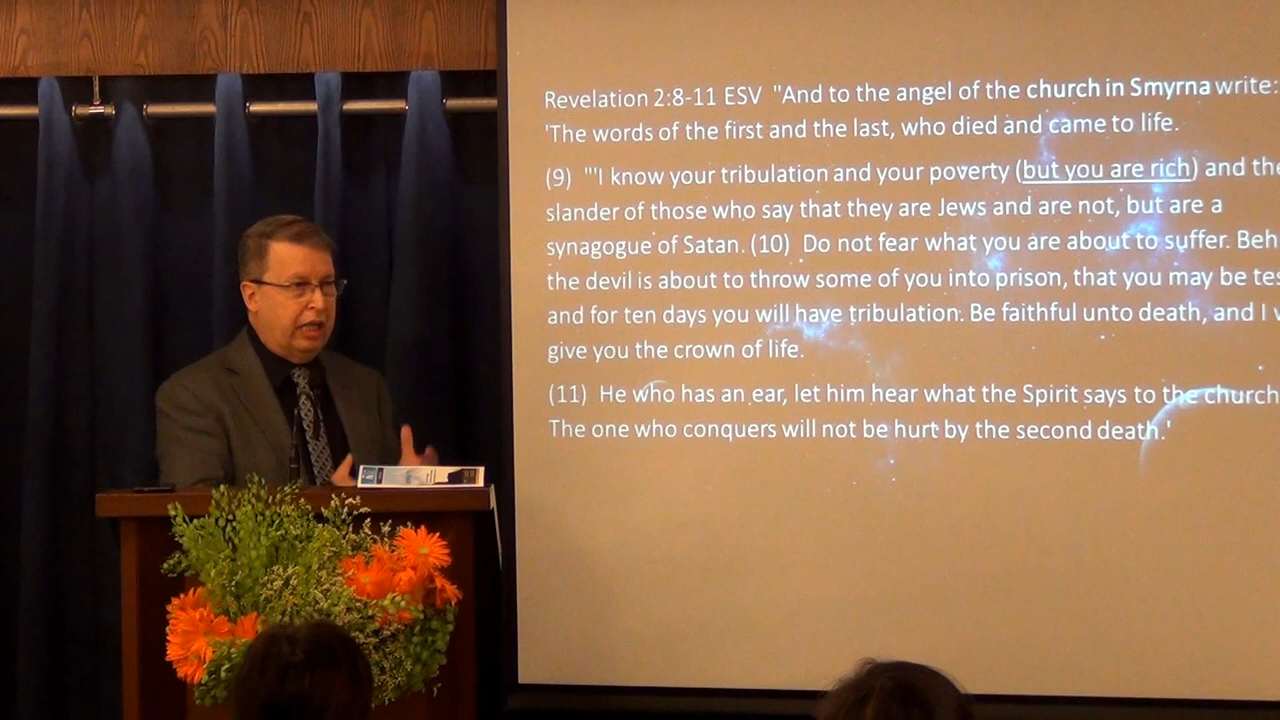 Revelation 2:8-11 ESV "And to the angel of the church in Smyrna write:
'The words of the first and the last, who died and came to life.
(9) "'I know your tribulation and your poverty (but you are rich) and the
slander of those who say that they are Jews and are not, but are a
synagogue of Satan. (10) Do not fear what you are about to suffer. Beh
the devil is about to throw some of you into prison, that you may be tes
and for ten days you will have tribulation. Be faithful unto death, and I w
give you the crown of life.
(11) He who has an ear, let him hear what the Spirit says to the church
The one who conquers will not be hurt by the second death.'